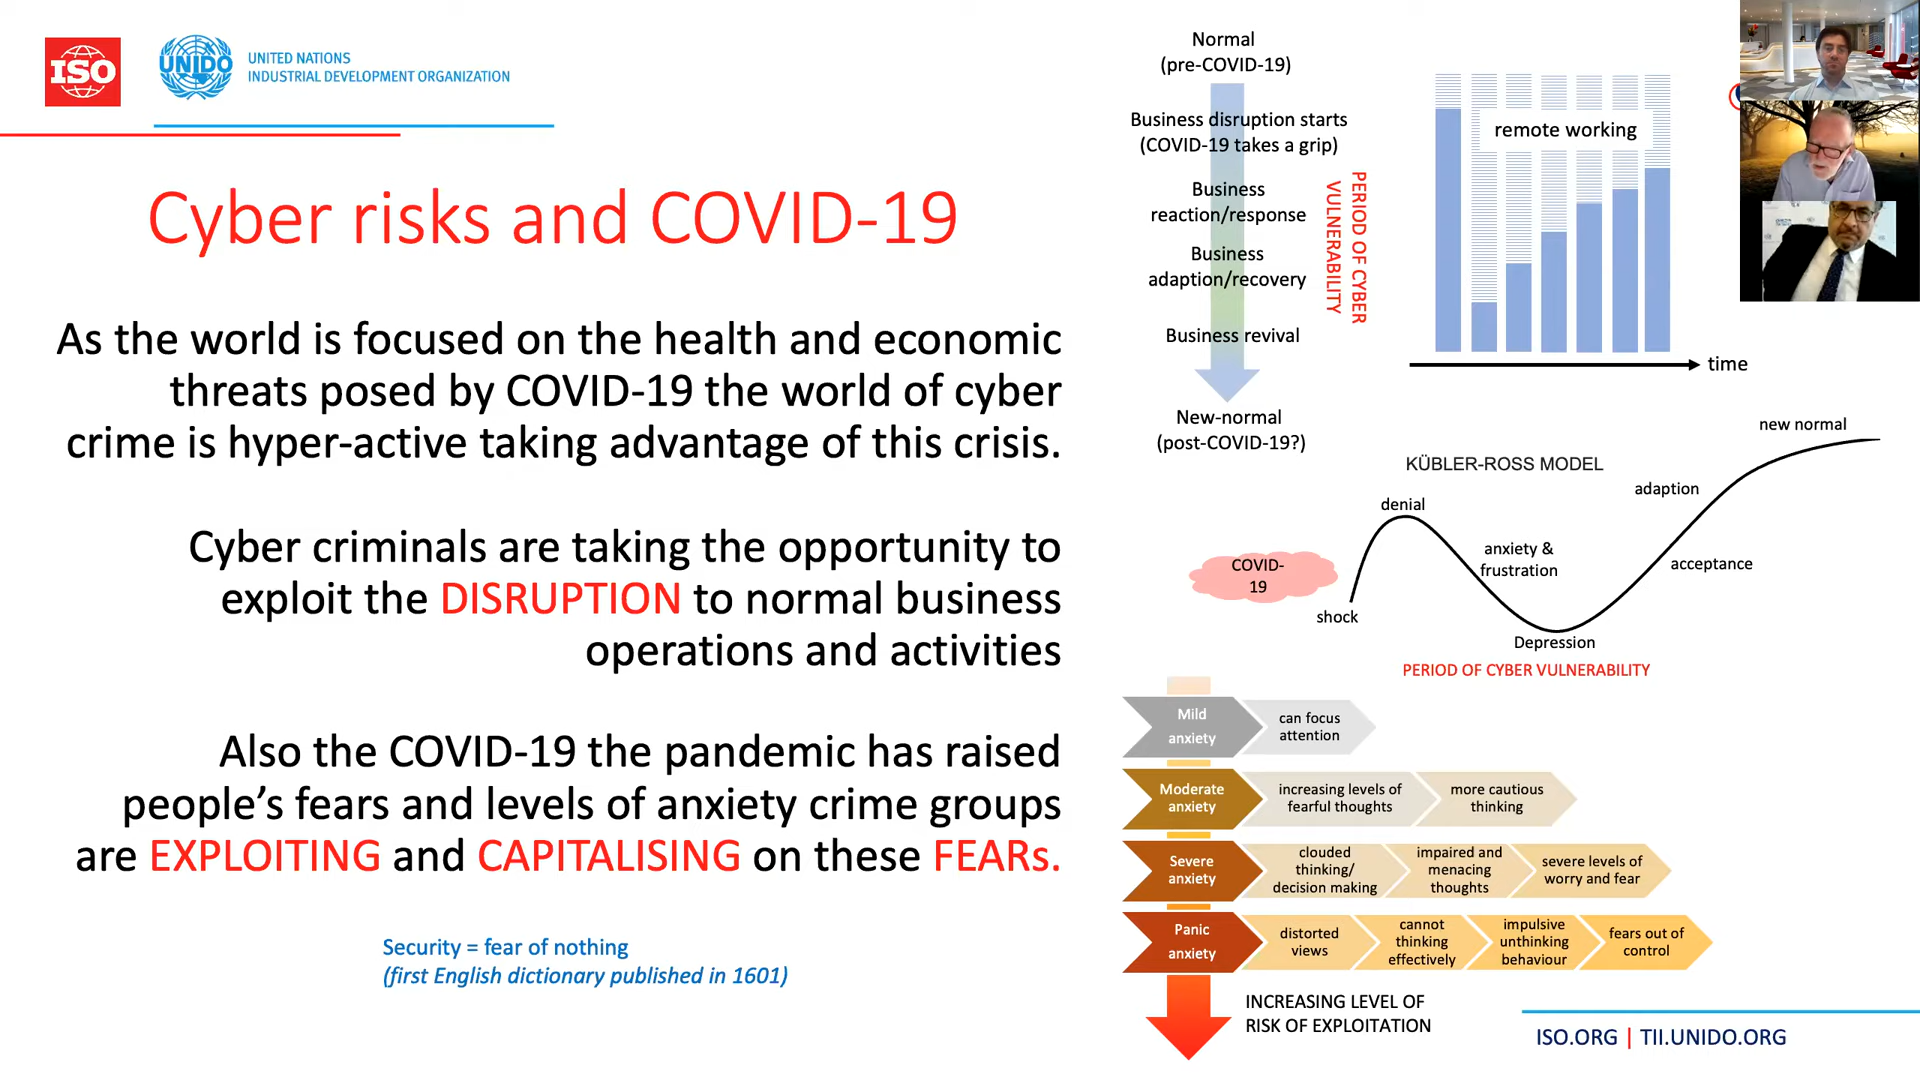 ISO
UNIDO
UNITED NATIONS
INDUSTRIAL DEVELOPMENT ORGANIZATION
Cyber risks and COVID-19
As the world is focused on the health and economic
threats posed by COVID-19 the world of cyber
crime is hyper-active taking advantage of this crisis.
Cyber criminals are taking the opportunity to
exploit the DISRUPTION to normal business
operations and activities
Also the COVID-19 the pandemic has raised
people’s fears and levels of anxiety crime groups
are EXPLOITING and CAPITALISING on these FEARs.
Security = fear of nothing
(first English dictionary published in 1601)
Normal
(pre-COVID-19)
Business disruption starts
(COVID-19 takes a grip)
Business
reaction/response
Business
adaption/recovery
Business revival
New-normal
(post-COVID-19?)
PERIOD OF CYBER
VULNERABILITY
remote working
time
KÜBLER-ROSS MODEL
new normal
adaption
denial
anxiety &
frustration
acceptance
COVID-
19
shock
Depression
PERIOD OF CYBER VULNERABILITY
Mild
anxiety
can focus
attention
Moderate
anxiety
increasing levels of
fearful thoughts
more cautious
thinking
Severe
anxiety
clouded
thinking/
decision making
impaired and
menacing
thoughts
severe levels of
worry and fear
Panic
anxiety
distorted
views
cannot
thinking
effectively
impulsive
unthinking
behaviour
fears out of
control
INCREASING LEVEL OF
RISK OF EXPLOITATION
ISO.ORG | TII.UNIDO.ORG